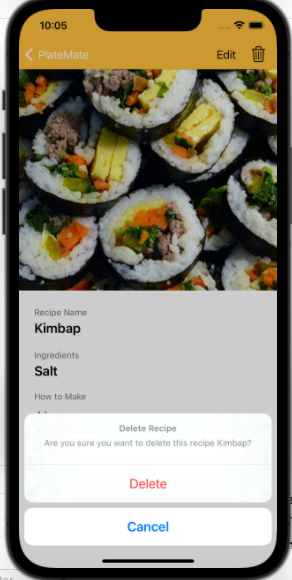 10:05
PlateMate
Edit
Recipe Name
Kimbap
Ingredients
Salt
How to Make
Delete Recipe
Are you sure you want to delete this recipe Kimbap?
Delete
Cancel